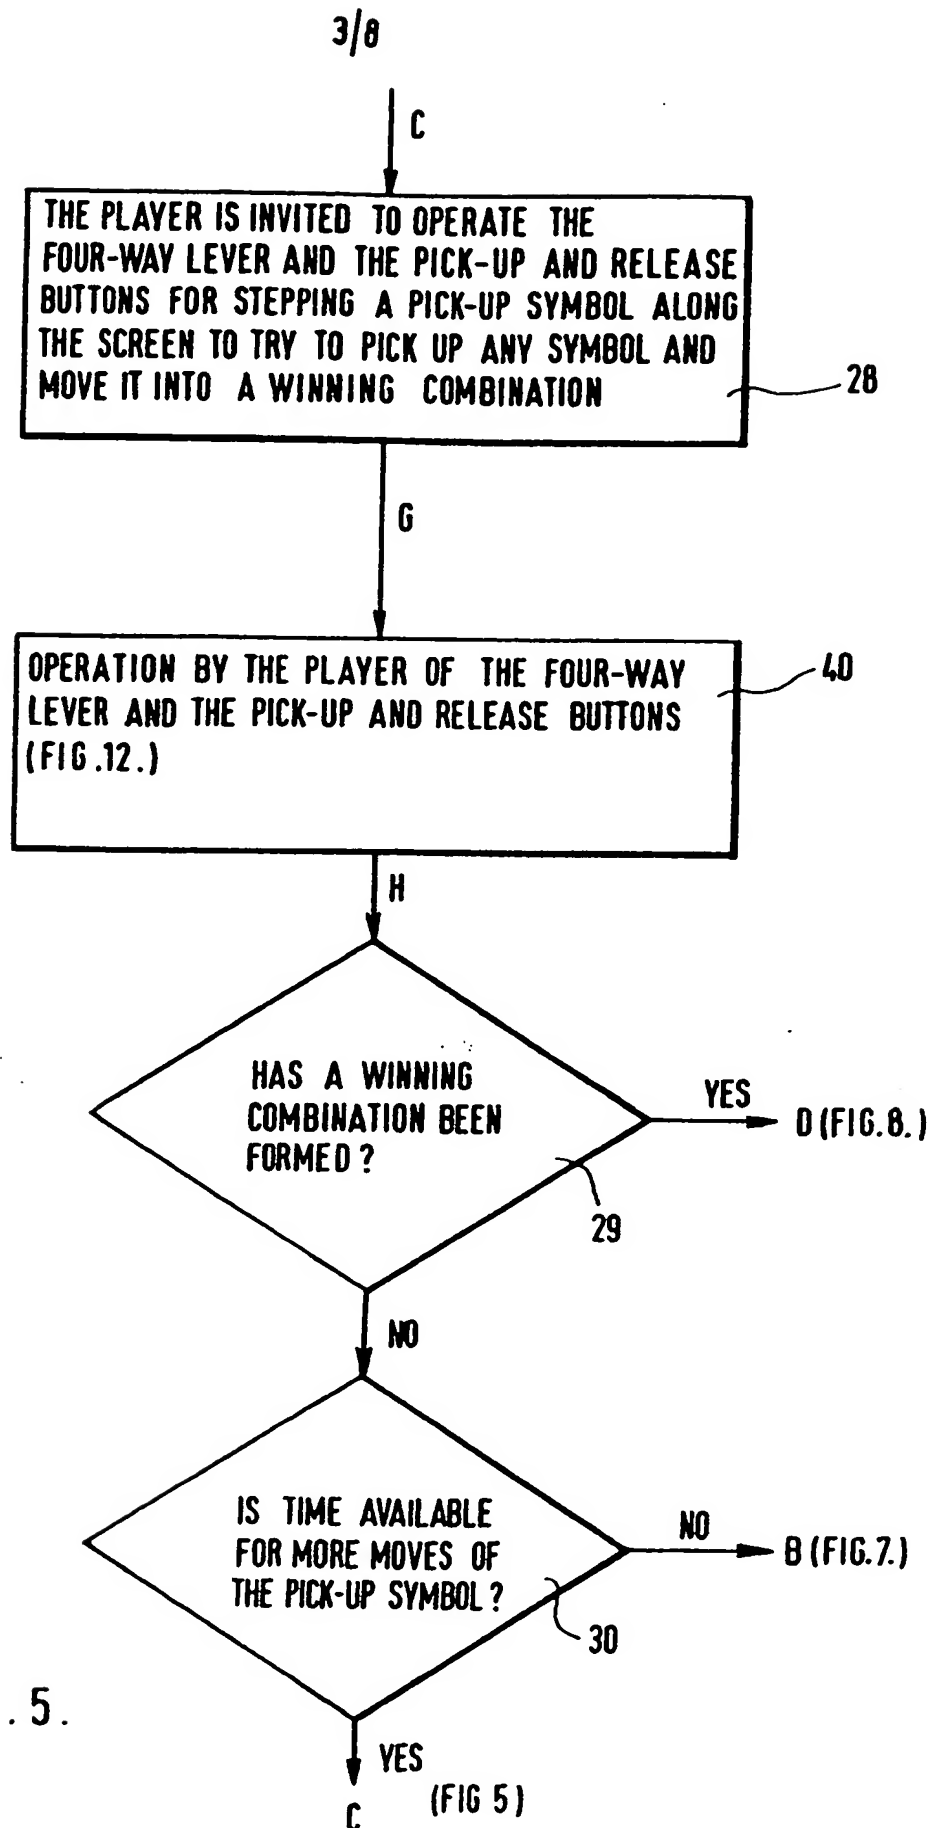 3/8
C
THE PLAYER IS INVITED TO OPERATE THE
FOUR-WAY LEVER AND THE PICK-UP AND RELEASE
BUTTONS FOR STEPPING A PICK-UP SYMBOL ALONG
THE SCREEN TO TRY TO PICK UP ANY SYMBOL AND
MOVE IT INTO A WINNING COMBINATION
28
G
OPERATION BY THE PLAYER OF THE FOUR-WAY
LEVER AND THE PICK-UP AND RELEASE BUTTONS
(FIG.12.)
40
H
HAS A WINNING
COMBINATION BEEN
FORMED?
YES
D (FIG.8.)
29
NO
IS TIME AVAILABLE
FOR MORE MOVES OF
THE PICK-UP SYMBOL?
NO
B (FIG.7.)
30
. 5.
YES
(FIG 5)
C